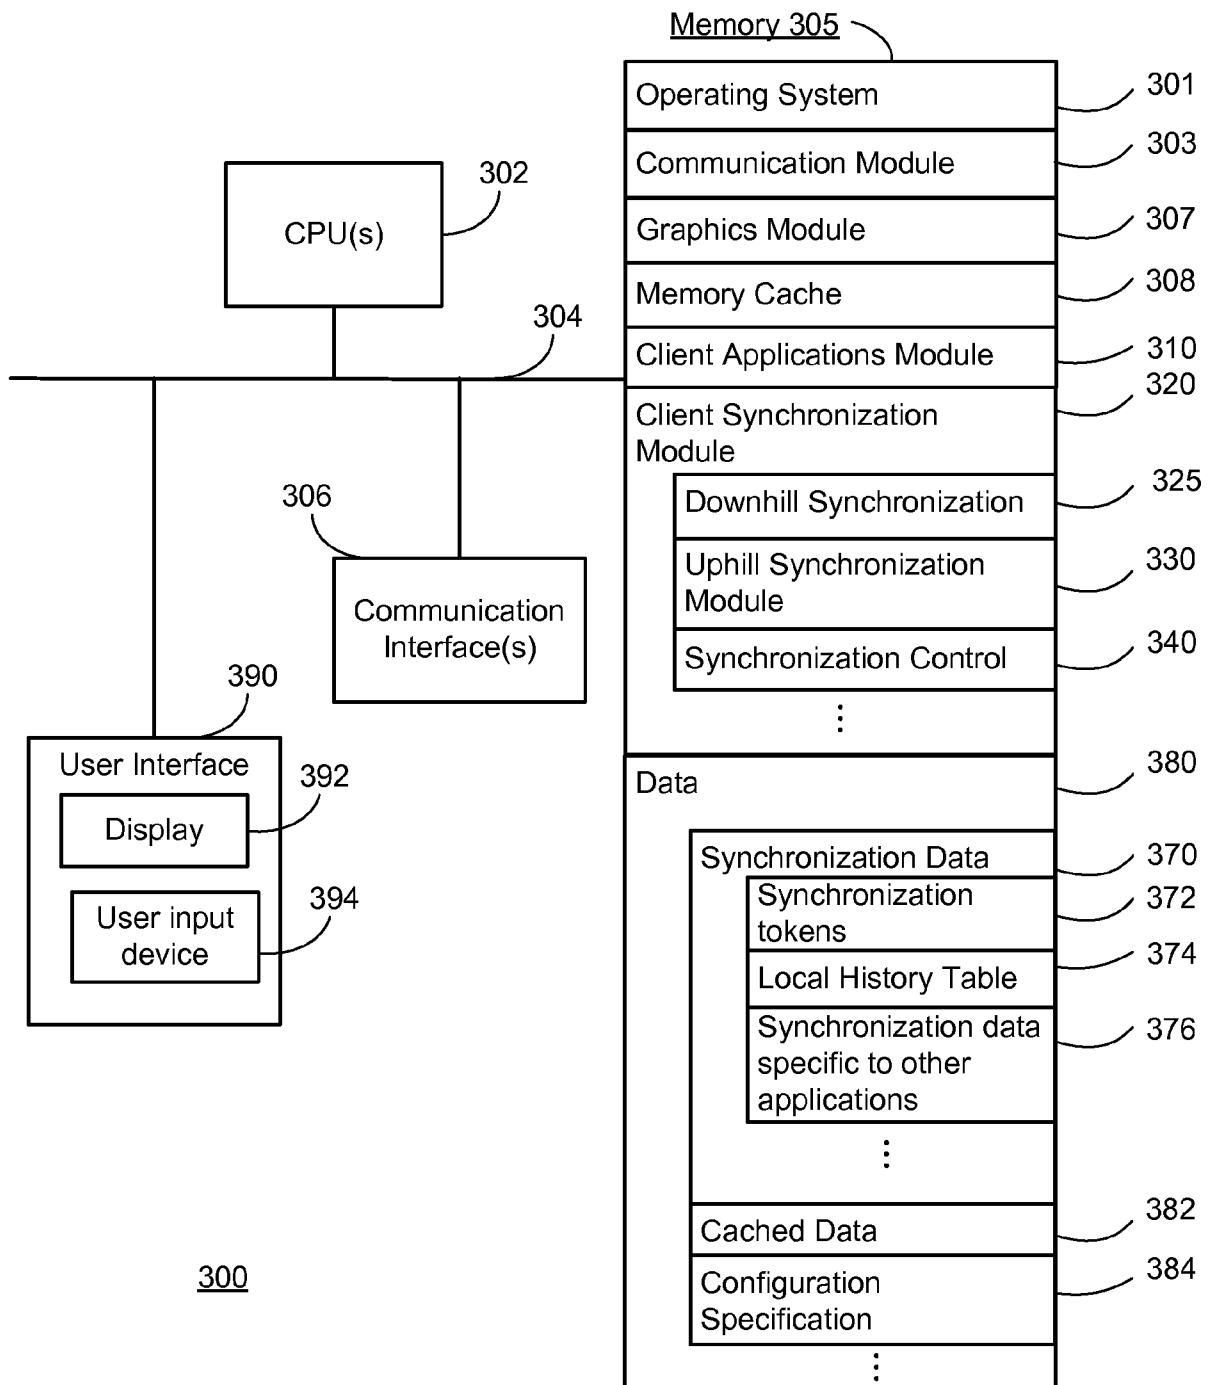 Memory 305
Operating System
301
Communication Module
303
Graphics Module
307
Memory Cache
308
Client Applications Module
310
Client Synchronization
Module
320
Downhill Synchronization
325
Uphill Synchronization
Module
330
Synchronization Control
340
⋮
Data
380
Synchronization Data
370
Synchronization
tokens
372
Local History Table
374
Synchronization data
specific to other
applications
376
⋮
Cached Data
382
Configuration
Specification
384
⋮
CPU(s)
302
304
306
Communication
Interface(s)
390
User Interface
392
Display
394
User input
device
300